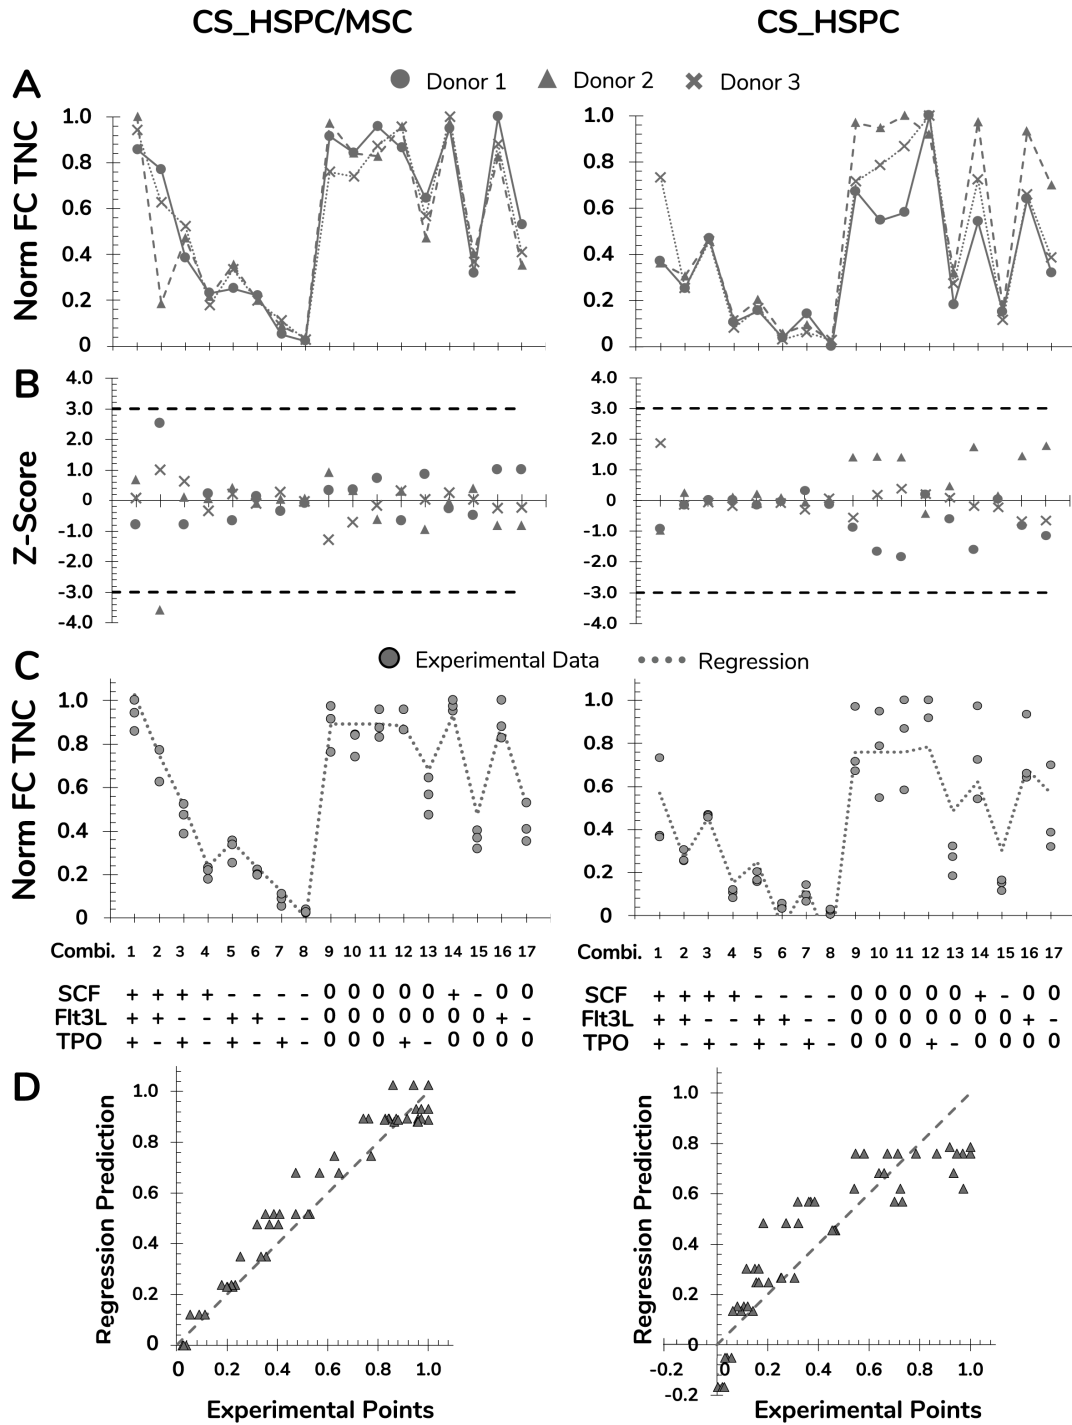 CS_HSPC/MSC CS_HSPC
A Donor 1 Donor 2 Donor 3
Norm FC TNC
1.0
0.8
0.6
0.4
0.2
0
1.0
0.8
0.6
0.4
0.2
0
B
Z-Score
4.0
3.0
2.0
1.0
0
-1.0
-2.0
-3.0
-4.0
4.0
3.0
2.0
1.0
0
-1.0
-2.0
-3.0
-4.0
C Experimental Data Regression
Norm FC TNC
1.0
0.8
0.6
0.4
0.2
0
1.0
0.8
0.6
0.4
0.2
0
Combi. 1 2 3 4 5 6 7 8 9 10 11 12 13 14 15 16 17
SCF + + + + - - - - 0 0 0 0 0 + - 0 0
Flt3L + + - - + + - - 0 0 0 0 0 0 0 + -
TPO + - + - + - + - 0 0 0 + - 0 0 0 0
Combi. 1 2 3 4 5 6 7 8 9 10 11 12 13 14 15 16 17
SCF + + + + - - - - 0 0 0 0 0 + - 0 0
Flt3L + + - - + + - - 0 0 0 0 0 0 0 + -
TPO + - + - + - + - 0 0 0 + - 0 0 0 0
D
Regression Prediction
1.0
0.8
0.6
0.4
0.2
0
0 0.2 0.4 0.6 0.8 1.0
Experimental Points
Regression Prediction
1.0
0.8
0.6
0.4
0.2
0
-0.2
-0.2 0 0.2 0.4 0.6 0.8 1.0
Experimental Points